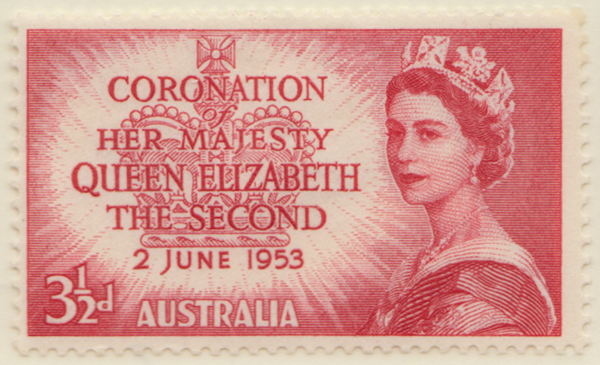 CORONATION
of
HER MAJESTY
QUEEN ELIZABETH
THE SECOND
2 JUNE 1953
3½d
AUSTRALIA